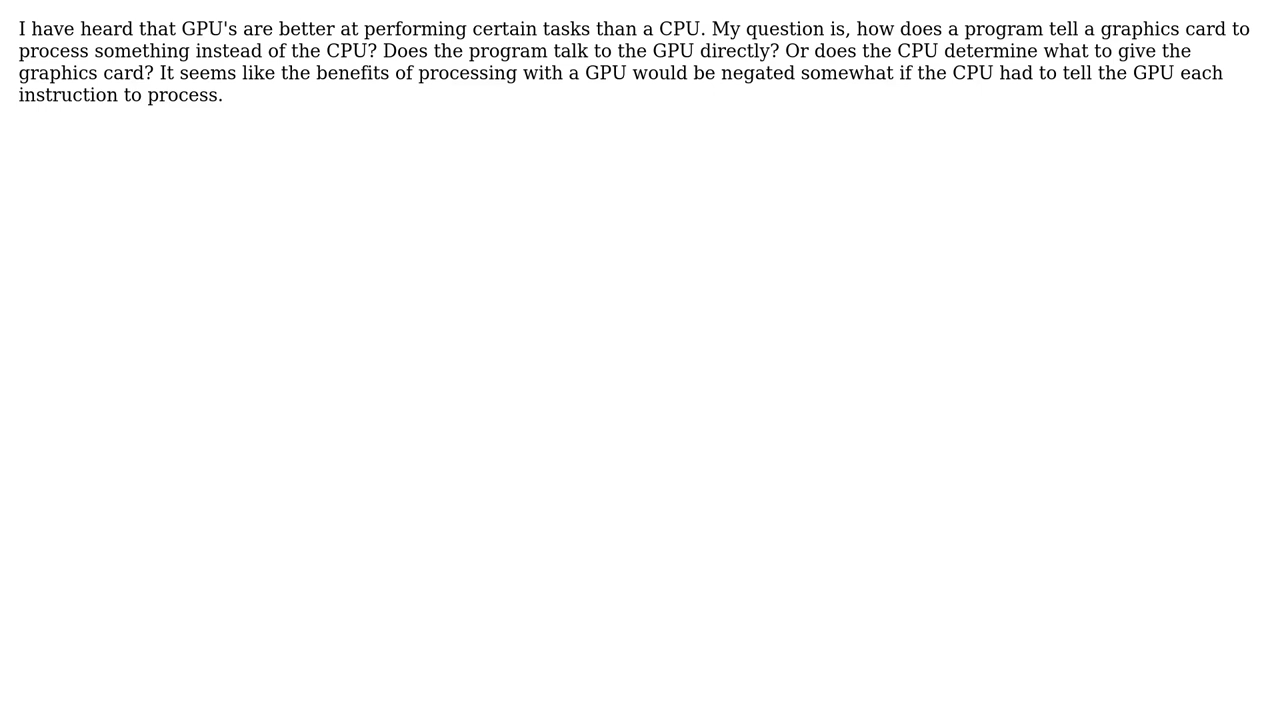 I have heard that GPU's are better at performing certain tasks than a CPU. My question is, how does a program tell a graphics card to
process something instead of the CPU? Does the program talk to the GPU directly? Or does the CPU determine what to give the
graphics card? It seems like the benefits of processing with a GPU would be negated somewhat if the CPU had to tell the GPU each
instruction to process.